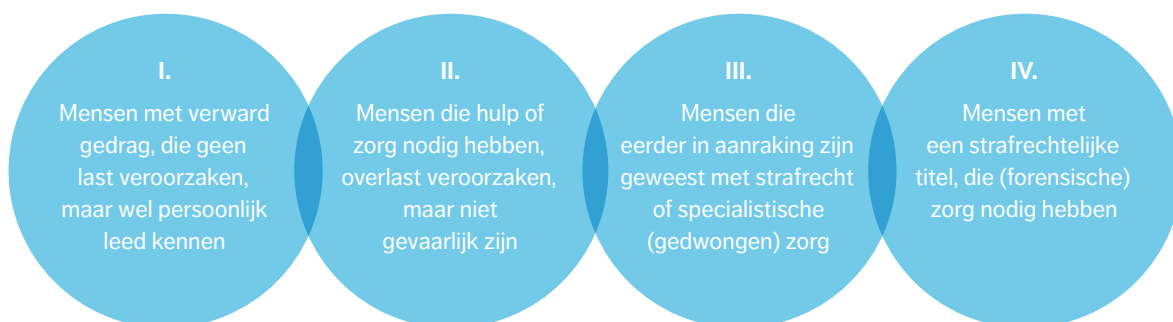 I.
Mensen met verward
gedrag, die geen
last veroorzaken,
maar wel persoonlijk
leed kennen
II.
Mensen die hulp of
zorg nodig hebben,
overlast veroorzaken,
maar niet
gevaarlijk zijn
III.
Mensen die
eerder in aanraking zijn
geweest met strafrecht
of specialistische
(gedwongen) zorg
IV.
Mensen met
een strafrechtelijke
titel, die (forensische)
zorg nodig hebben